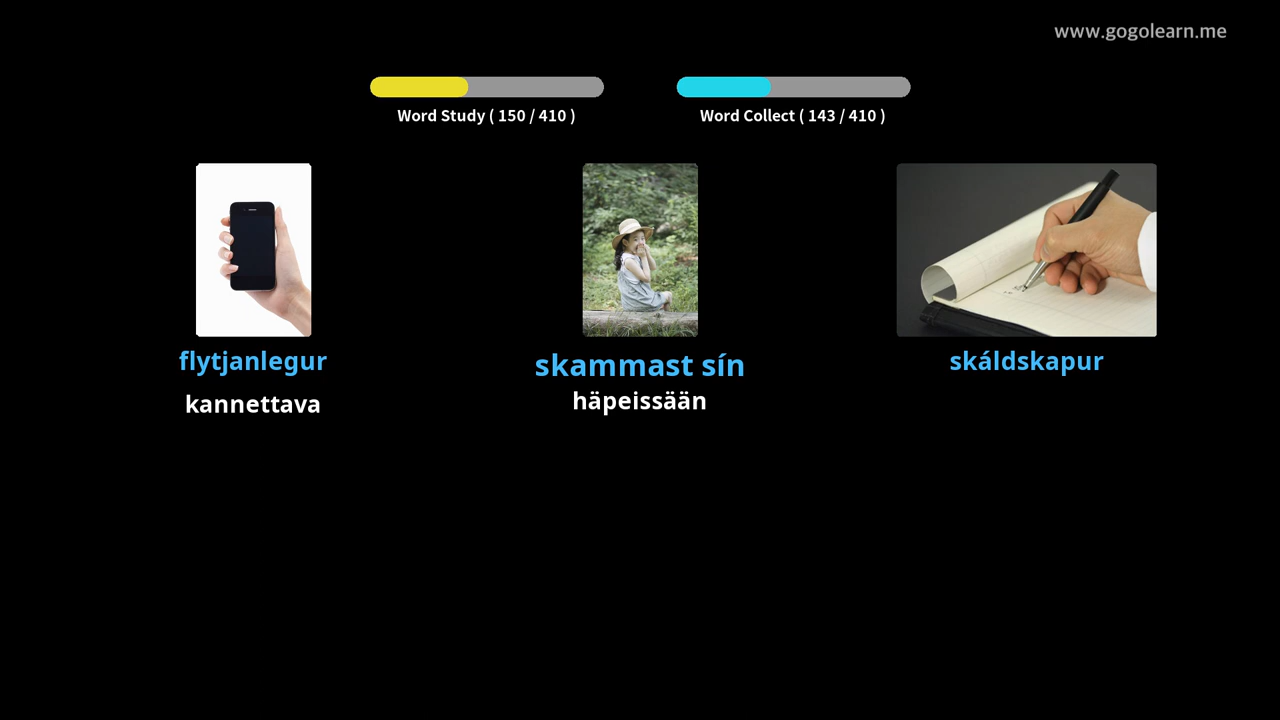 www.gogolearn.me
Word Study ( 150 / 410 )
Word Collect ( 143 / 410 )
flytjanlegur
skammast sín
skáldskapur
kannettava
häpeissään